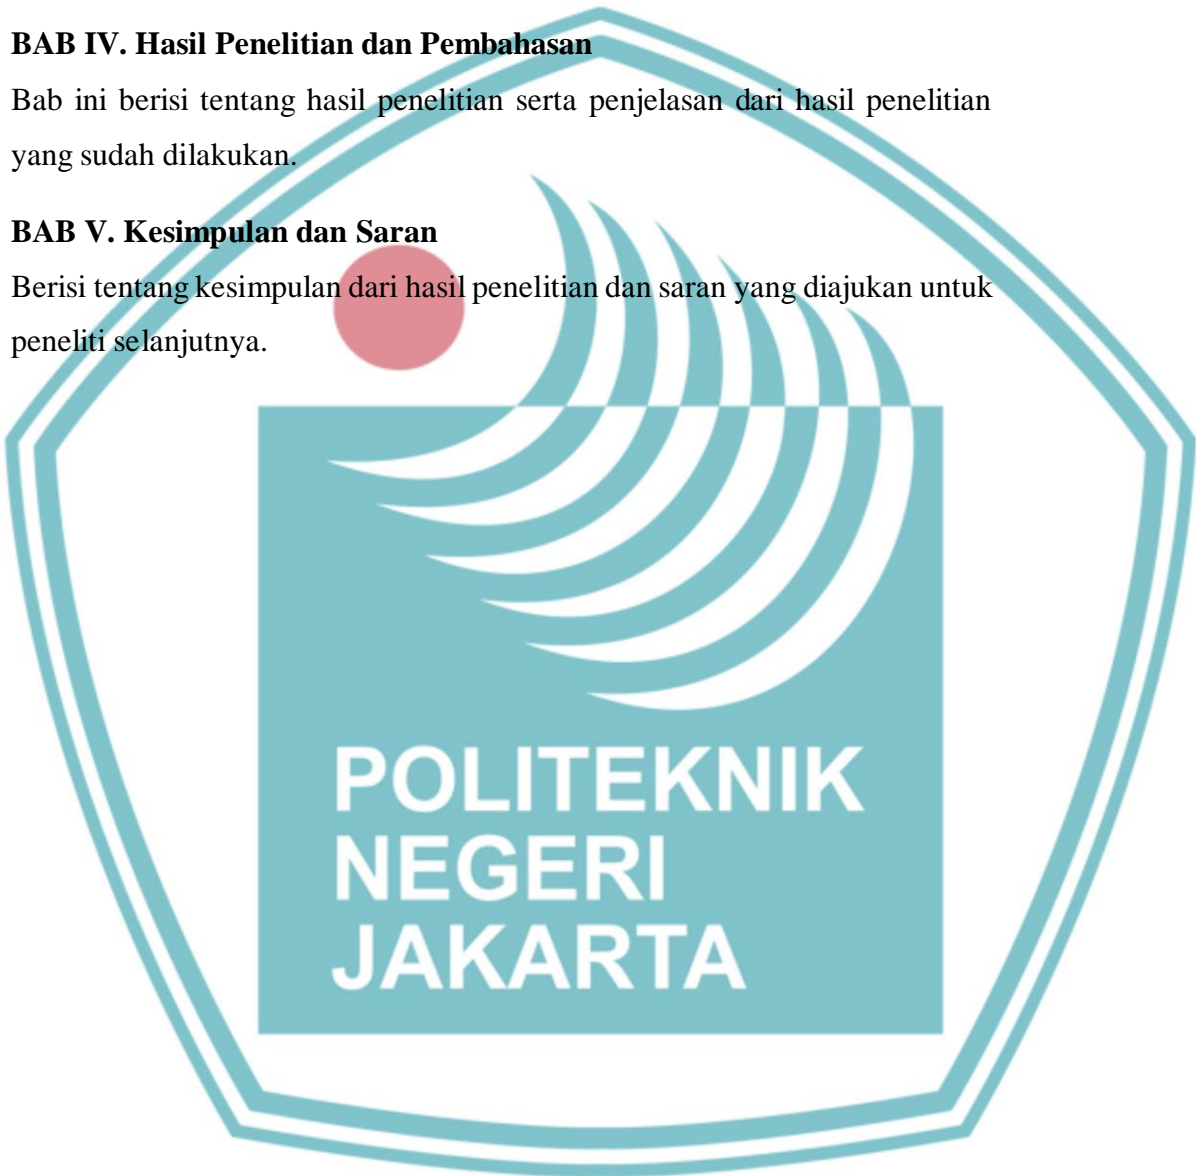 BAB IV. Hasil Penelitian dan Pembahasan
Bab ini berisi tentang hasil penelitian serta penjelasan dari hasil penelitian
yang sudah dilakukan.
BAB V. Kesimpulan dan Saran
Berisi tentang kesimpulan dari hasil penelitian dan saran yang diajukan untuk
peneliti selanjutnya.
POLITEKNIK
NEGERI
JAKARTA